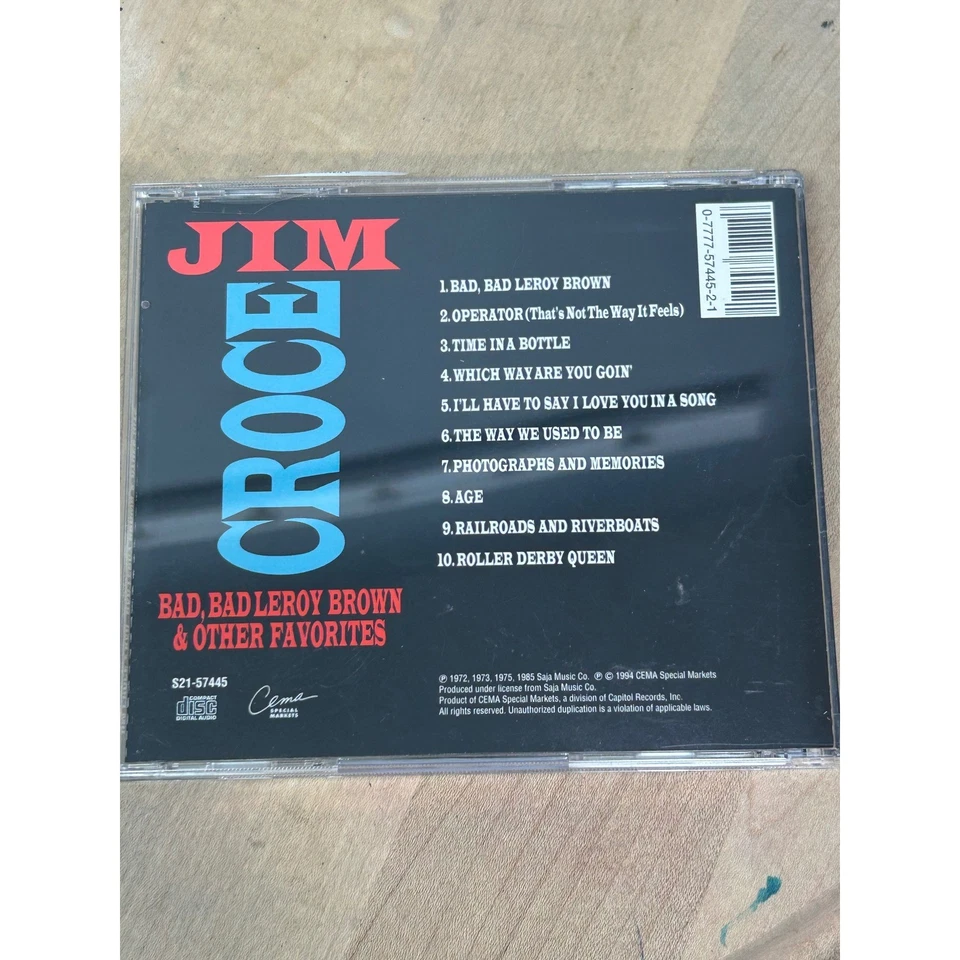 JIM
CROCE
BAD, BAD LEROY BROWN
& OTHER FAVORITES
S21-57445
COMPACT
disc
DIGITAL AUDIO
Cema
SPECIAL
MARKETS
1. BAD, BAD LEROY BROWN
2. OPERATOR (That's Not The Way It Feels)
3. TIME IN A BOTTLE
4. WHICH WAY ARE YOU GOIN'
5. I'LL HAVE TO SAY I LOVE YOU IN A SONG
6. THE WAY WE USED TO BE
7. PHOTOGRAPHS AND MEMORIES
8. AGE
9. RAILROADS AND RIVERBOATS
10. ROLLER DERBY QUEEN
0-7777-57445-2-1
℗ 1972, 1973, 1975, 1985 Saja Music Co. ℗ © 1994 CEMA Special Markets
Produced under license from Saja Music Co.
Product of CEMA Special Markets, a division of Capitol Records, Inc.
All rights reserved. Unauthorized duplication is a violation of applicable laws.